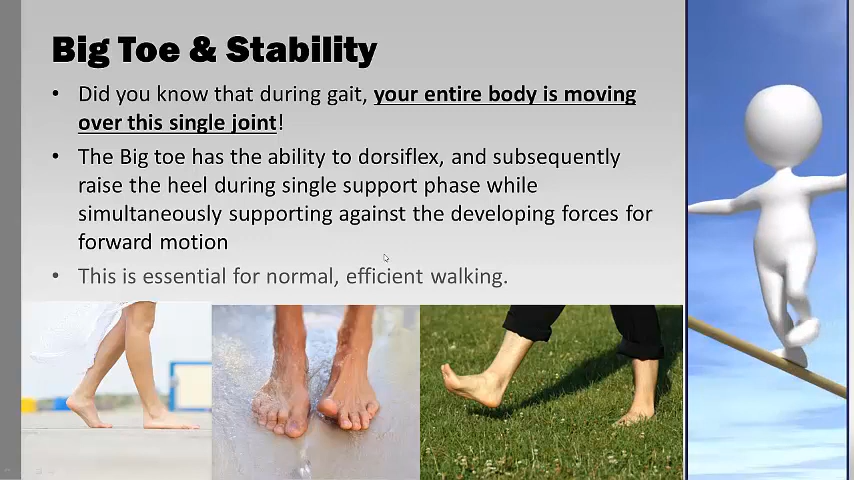 Big Toe & Stability
• Did you know that during gait, your entire body is moving
over this single joint!
• The Big toe has the ability to dorsiflex, and subsequently
raise the heel during single support phase while
simultaneously supporting against the developing forces for
forward motion
• This is essential for normal, efficient walking.